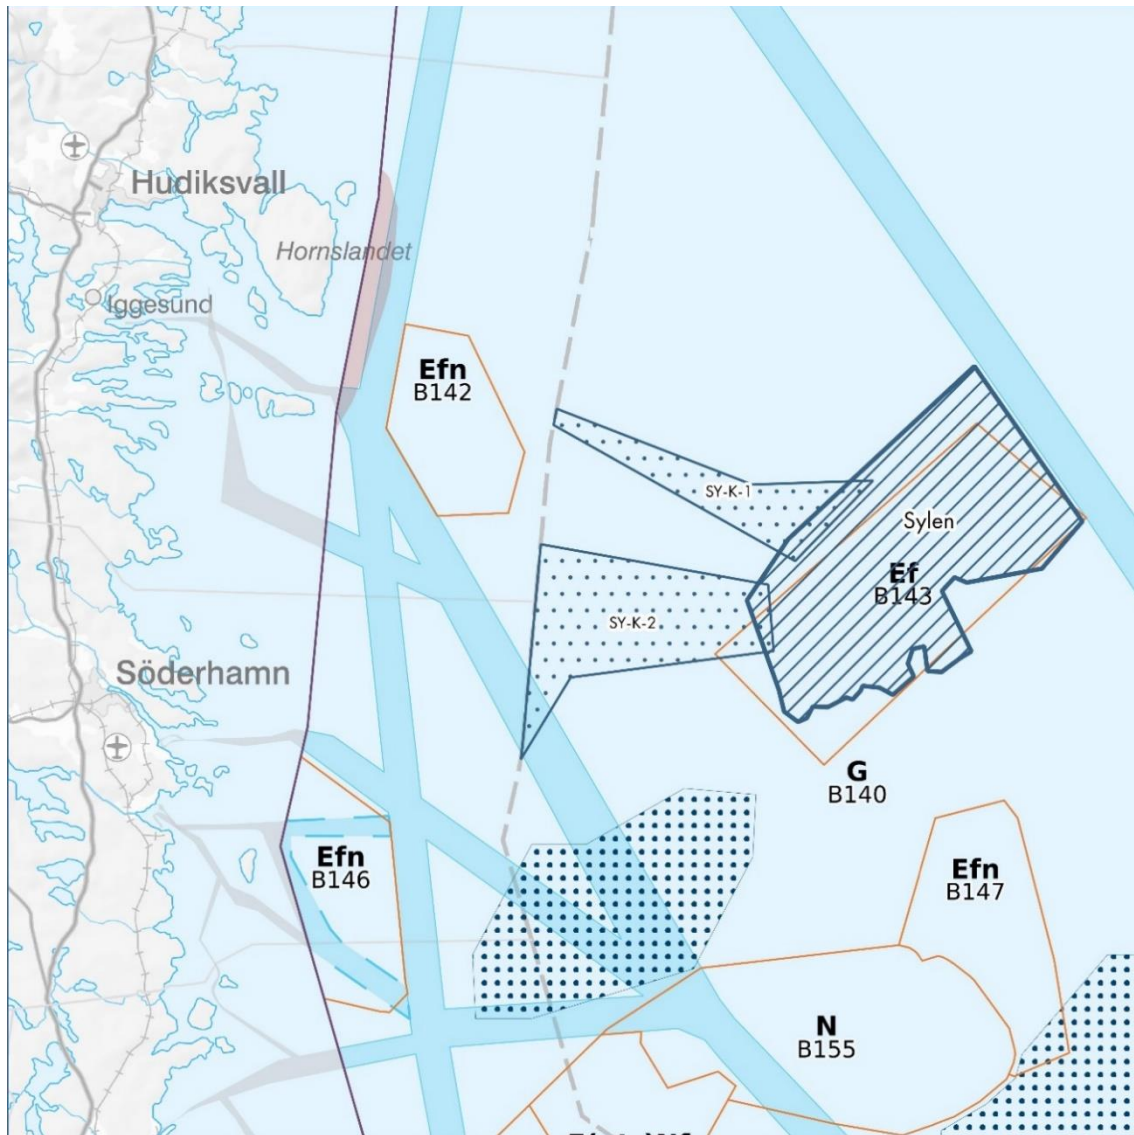 Hudiksvall
Hornslandet
Iggesund
Efn
B142
SY-K-1
Sylen
Ef
B143
SY-K-2
Söderhamn
G
B140
Efn
B146
Efn
B147
N
B155